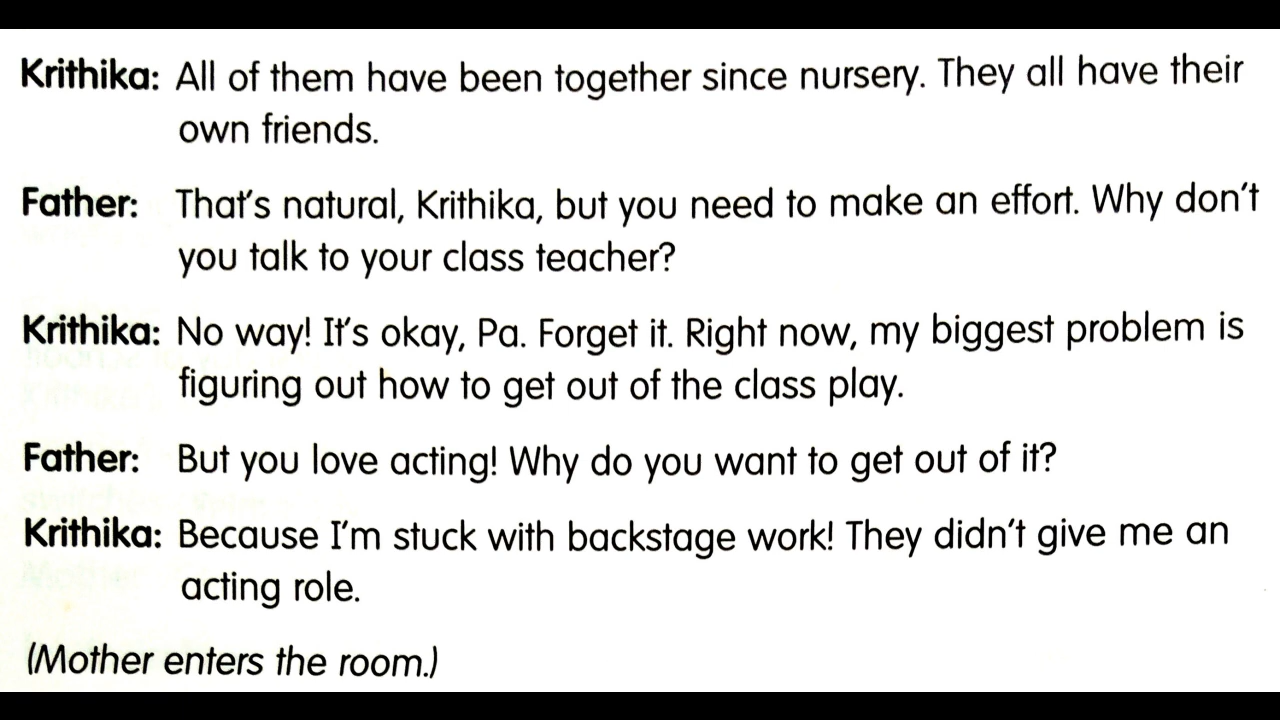 Krithika: All of them have been together since nursery. They all have their
own friends.
Father: That's natural, Krithika, but you need to make an effort. Why don't
you talk to your class teacher?
Krithika: No way! It's okay, Pa. Forget it. Right now, my biggest problem is
figuring out how to get out of the class play.
Father: But you love acting! Why do you want to get out of it?
Krithika: Because I'm stuck with backstage work! They didn't give me an
acting role.
(Mother enters the room.)